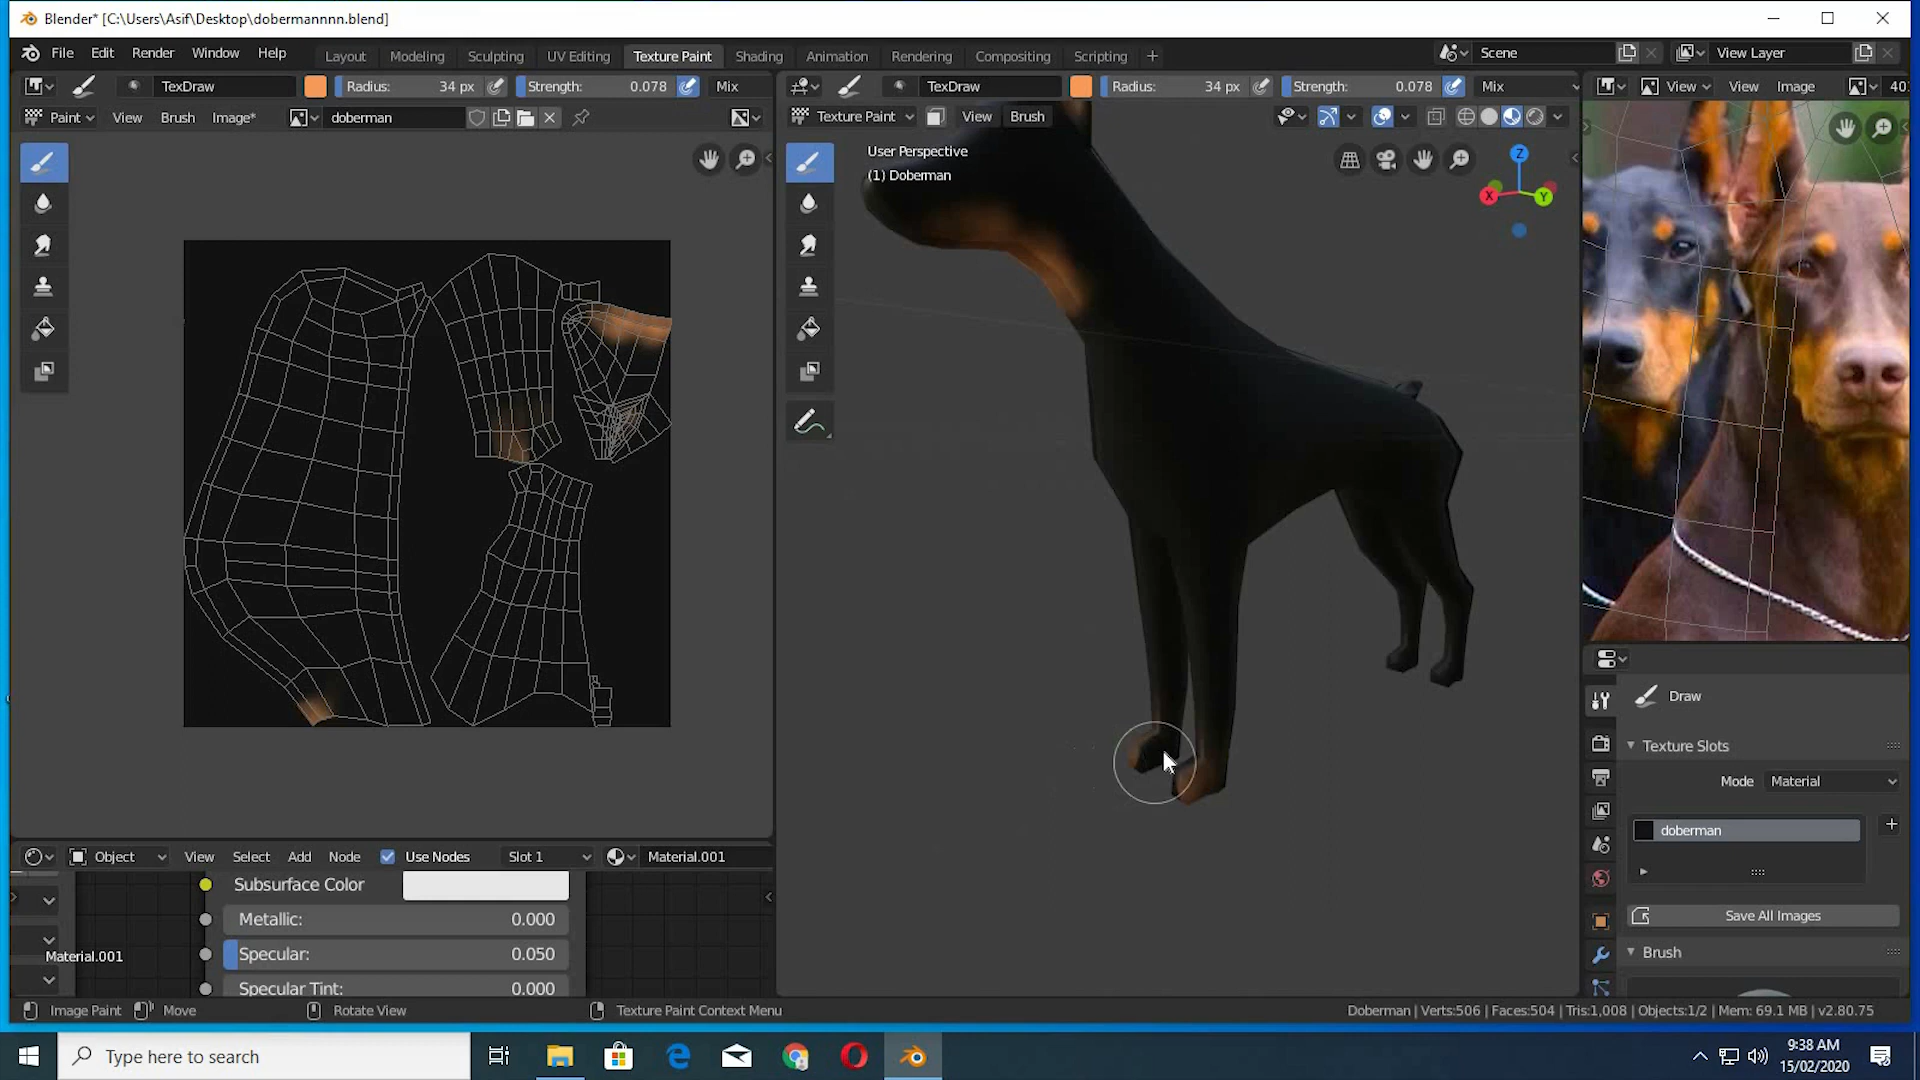 Blender* [C:\Users\Asif\Desktop\dobermannnn.blend]
File Edit Render Window Help Layout Modeling Sculpting UV Editing Texture Paint Shading Animation Rendering Compositing Scripting + Scene View Layer
TexDraw Radius: 34 px Strength: 0.078 Mix TexDraw Radius: 34 px Strength: 0.078 Mix View View Image 40
Paint View Brush Image* doberman Texture Paint View Brush
User Perspective
(1) Doberman
Z
X Y
Draw
Texture Slots
Mode Material
doberman
Save All Images
Brush
Object View Select Add Node Use Nodes Slot 1 Material.001
Subsurface Color
Metallic: 0.000
Specular: 0.050
Material.001
Specular Tint: 0.000
Image Paint Move Rotate View Texture Paint Context Menu Doberman | Verts:506 | Faces:504 | Tris:1,008 | Objects:1/2 | Mem: 69.1 MB | v2.80.75
Type here to search
9:38 AM
15/02/2020